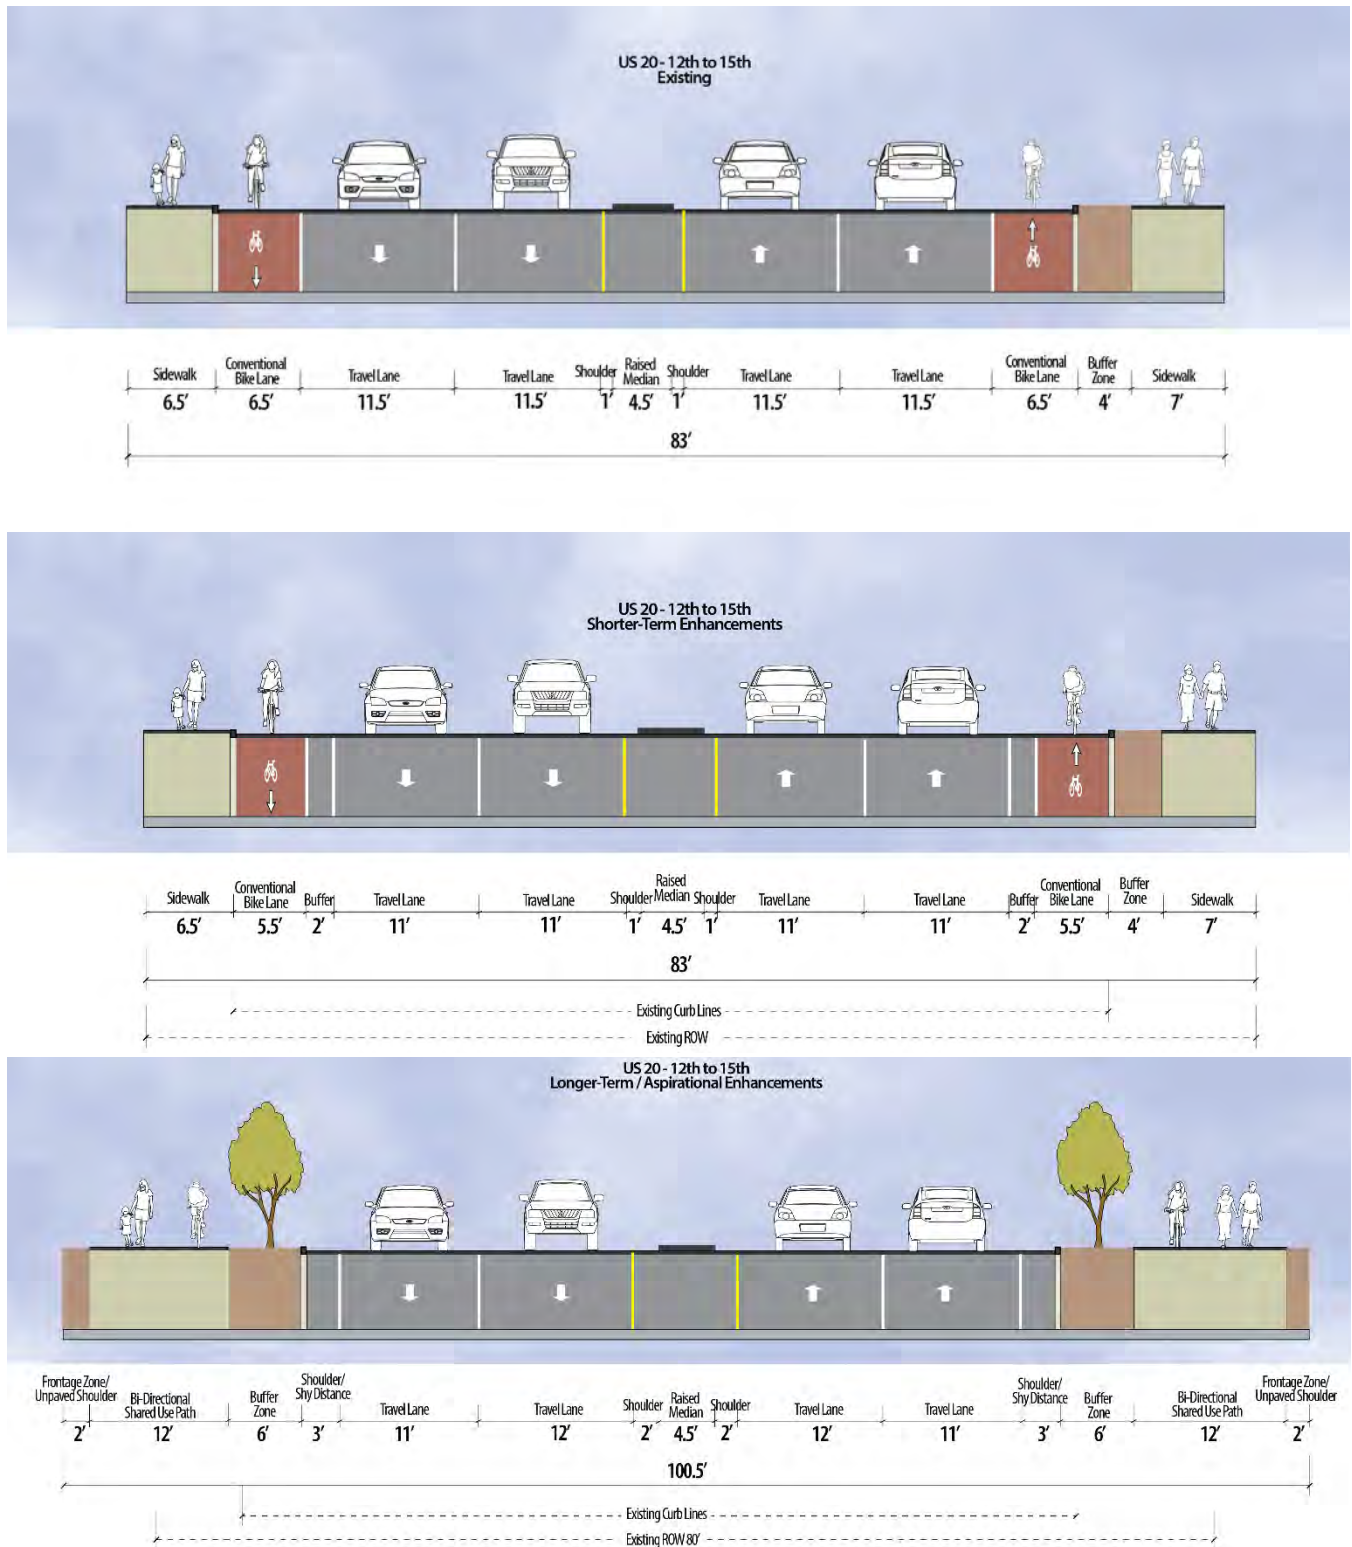 US 20 - 12th to 15th
Existing
Sidewalk
Conventional
Bike Lane
Travel Lane
Travel Lane
Shoulder
Raised
Median
Shoulder
Travel Lane
Travel Lane
Conventional
Bike Lane
Buffer
Zone
Sidewalk
6.5' 6.5' 11.5' 11.5' 1' 4.5' 1' 11.5' 11.5' 6.5' 4' 7'
83'
US 20 - 12th to 15th
Shorter-Term Enhancements
Sidewalk
Conventional
Bike Lane
Buffer
Travel Lane
Travel Lane
Shoulder
Raised
Median
Shoulder
Travel Lane
Travel Lane
Buffer
Conventional
Bike Lane
Buffer
Zone
Sidewalk
6.5' 5.5' 2' 11' 11' 1' 4.5' 1' 11' 11' 2' 5.5' 4' 7'
83'
Existing Curb Lines
Existing ROW
US 20 - 12th to 15th
Longer-Term / Aspirational Enhancements
Frontage Zone/
Unpaved Shoulder
Bi-Directional
Shared Use Path
Buffer
Zone
Shoulder/
Shy Distance
Travel Lane
Travel Lane
Shoulder
Raised
Median
Shoulder
Travel Lane
Travel Lane
Shoulder/
Shy Distance
Buffer
Zone
Bi-Directional
Shared Use Path
Frontage Zone/
Unpaved Shoulder
2' 12' 6' 3' 11' 12' 2' 4.5' 2' 12' 11' 3' 6' 12' 2'
100.5'
Existing Curb Lines
Existing ROW 80'